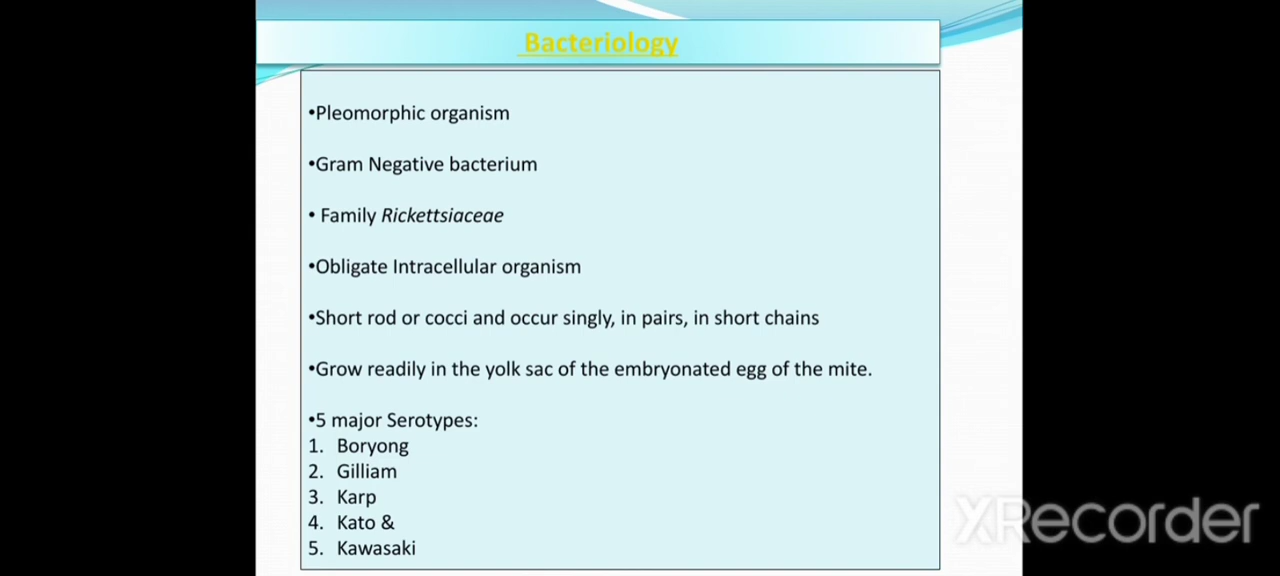 Bacteriology
•Pleomorphic organism
•Gram Negative bacterium
• Family Rickettsiaceae
•Obligate Intracellular organism
•Short rod or cocci and occur singly, in pairs, in short chains
•Grow readily in the yolk sac of the embryonated egg of the mite.
•5 major Serotypes:
1. Boryong
2. Gilliam
3. Karp
4. Kato &
5. Kawasaki
XRecorder